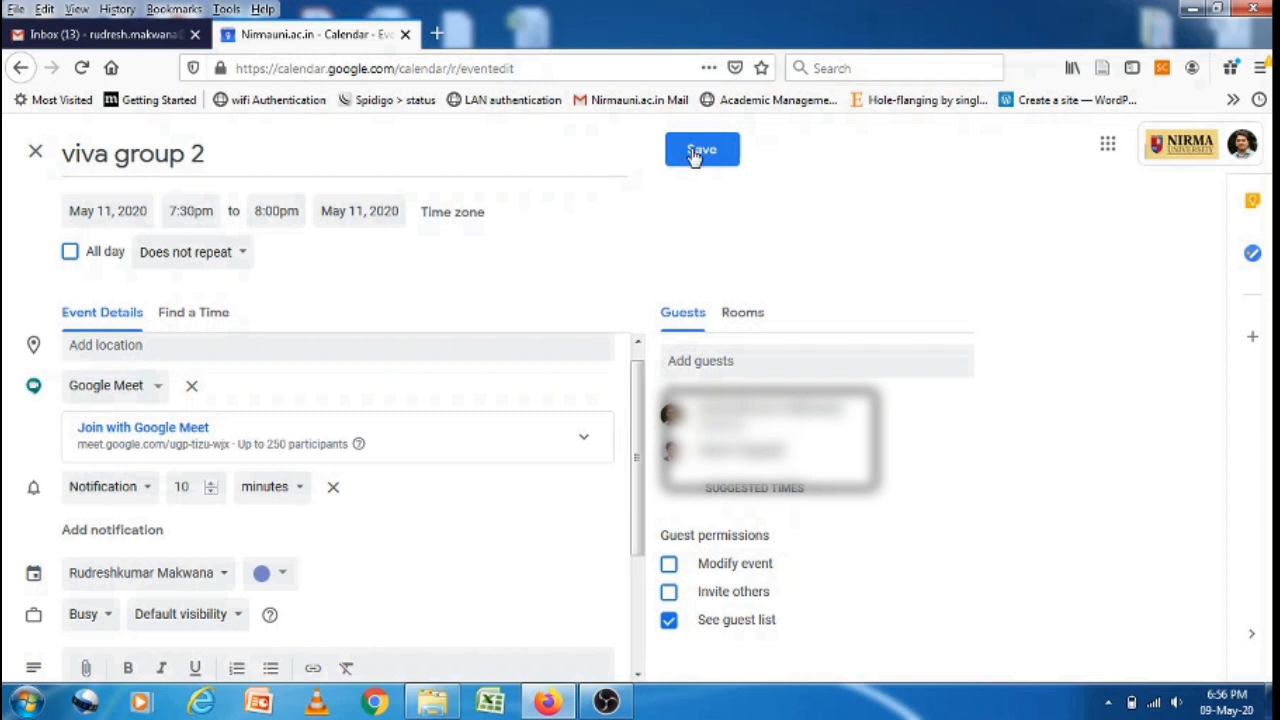 File Edit View History Bookmarks Tools Help
Inbox (13) - rudresh.makwana
Nirmauni.ac.in - Calendar - Eve
https://calendar.google.com/calendar/r/eventedit
Search
Most Visited Getting Started wifi Authentication Spidigo > status LAN authentication Nirmauni.ac.in Mail Academic Manageme... Hole-flanging by singl... Create a site — WordP...
viva group 2
Save
NIRMA
UNIVERSITY
May 11, 2020 7:30pm to 8:00pm May 11, 2020 Time zone
All day Does not repeat
Event Details Find a Time
Guests Rooms
Add location
Add guests
Google Meet
Join with Google Meet
meet.google.com/ugp-tizu-wjx · Up to 250 participants
Notification 10 minutes
SUGGESTED TIMES
Add notification
Guest permissions
Modify event
Rudreshkumar Makwana
Invite others
Busy Default visibility
See guest list
6:56 PM
09-May-20